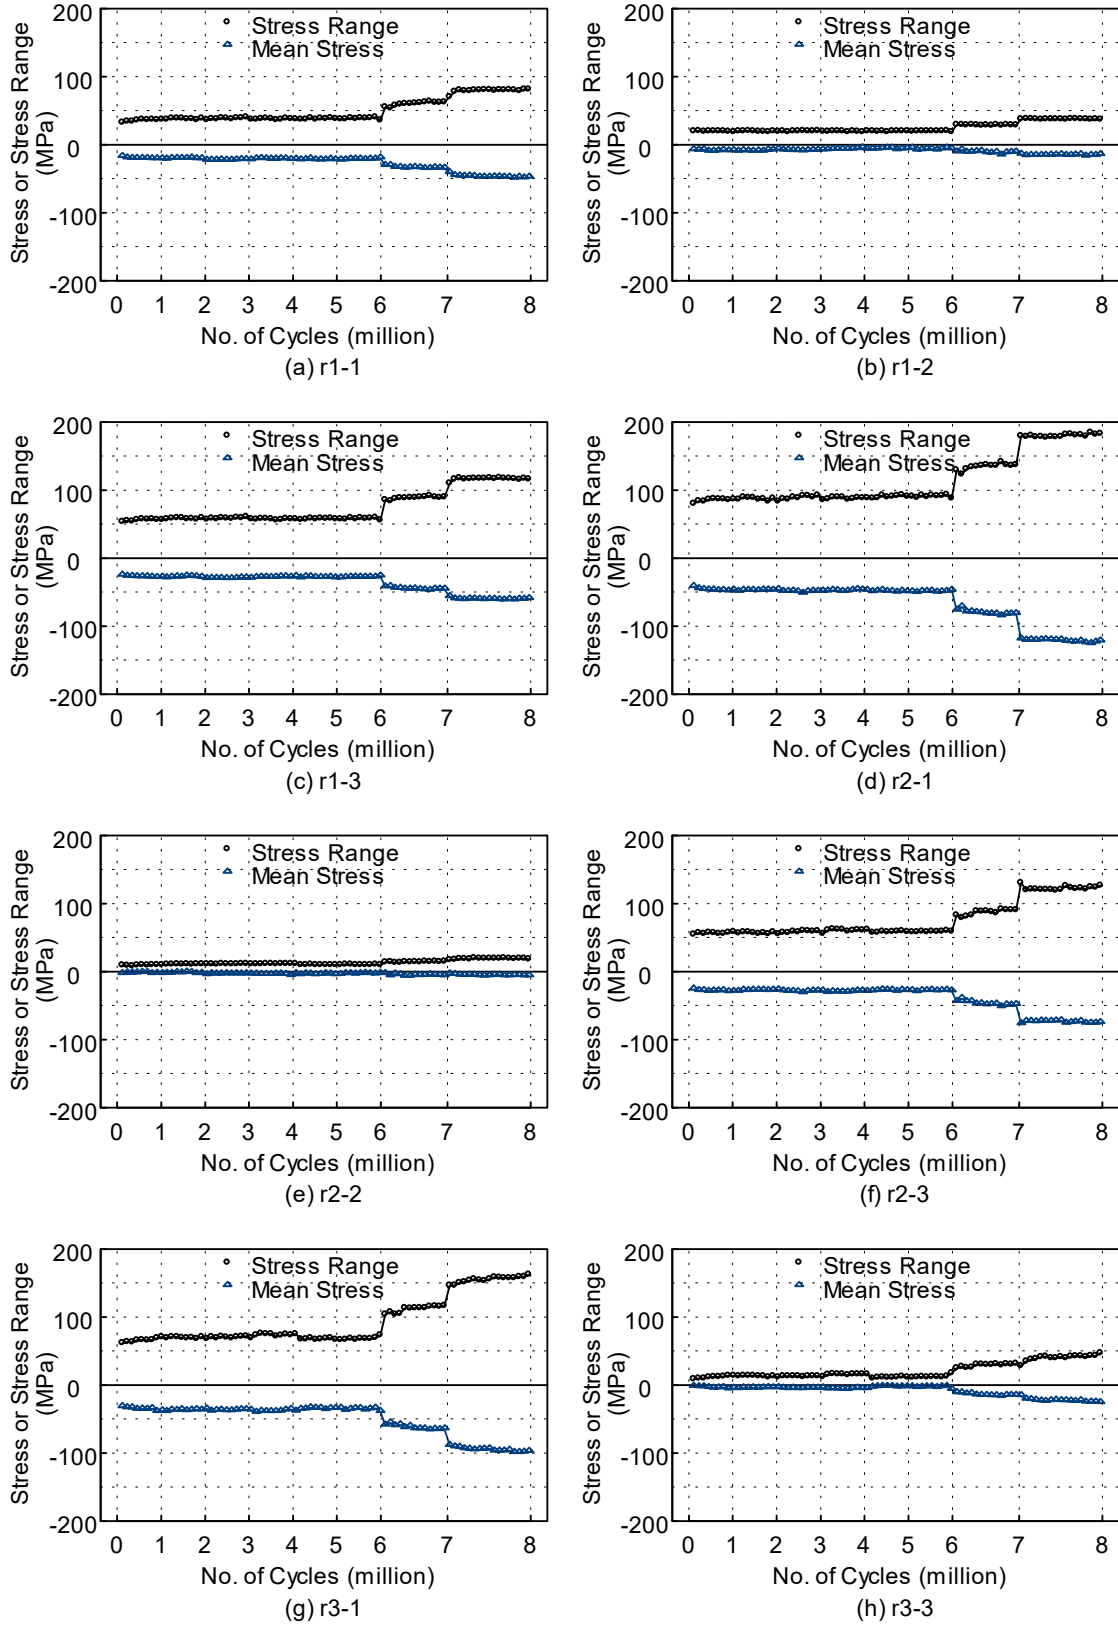 Stress or Stress Range
(MPa)
200
100
0
-100
-200
Stress Range
Mean Stress
0 1 2 3 4 5 6 7 8
No. of Cycles (million)
(a) r1-1
Stress or Stress Range
(MPa)
200
100
0
-100
-200
Stress Range
Mean Stress
0 1 2 3 4 5 6 7 8
No. of Cycles (million)
(b) r1-2
Stress or Stress Range
(MPa)
200
100
0
-100
-200
Stress Range
Mean Stress
0 1 2 3 4 5 6 7 8
No. of Cycles (million)
(c) r1-3
Stress or Stress Range
(MPa)
200
100
0
-100
-200
Stress Range
Mean Stress
0 1 2 3 4 5 6 7 8
No. of Cycles (million)
(d) r2-1
Stress or Stress Range
(MPa)
200
100
0
-100
-200
Stress Range
Mean Stress
0 1 2 3 4 5 6 7 8
No. of Cycles (million)
(e) r2-2
Stress or Stress Range
(MPa)
200
100
0
-100
-200
Stress Range
Mean Stress
0 1 2 3 4 5 6 7 8
No. of Cycles (million)
(f) r2-3
Stress or Stress Range
(MPa)
200
100
0
-100
-200
Stress Range
Mean Stress
0 1 2 3 4 5 6 7 8
No. of Cycles (million)
(g) r3-1
Stress or Stress Range
(MPa)
200
100
0
-100
-200
Stress Range
Mean Stress
0 1 2 3 4 5 6 7 8
No. of Cycles (million)
(h) r3-3